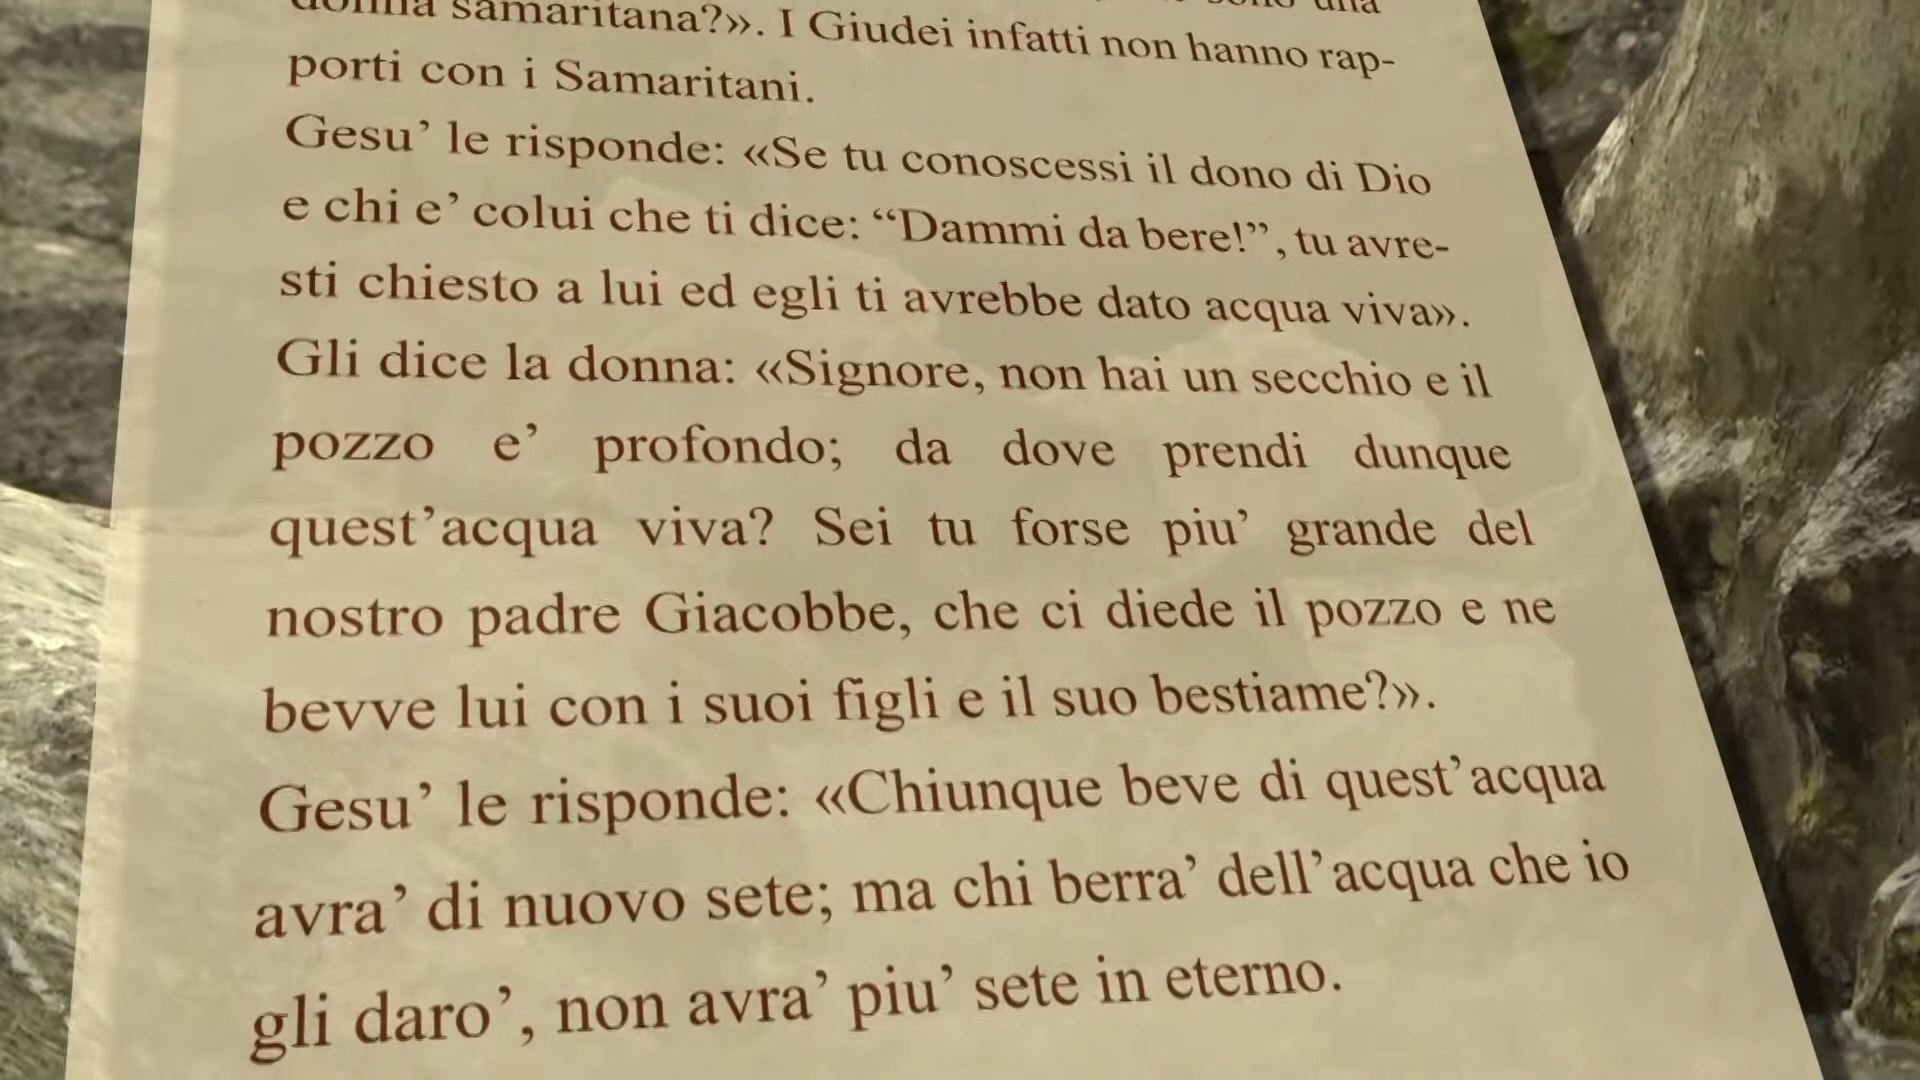 donna samaritana?». I Giudei infatti non hanno rap-
porti con i Samaritani.
Gesu’ le risponde: «Se tu conoscessi il dono di Dio
e chi e’ colui che ti dice: “Dammi da bere!”, tu avre-
sti chiesto a lui ed egli ti avrebbe dato acqua viva».
Gli dice la donna: «Signore, non hai un secchio e il
pozzo e’ profondo; da dove prendi dunque
quest’acqua viva? Sei tu forse piu’ grande del
nostro padre Giacobbe, che ci diede il pozzo e ne
bevve lui con i suoi figli e il suo bestiame?».
Gesu’ le risponde: «Chiunque beve di quest’acqua
avra’ di nuovo sete; ma chi berra’ dell’acqua che io
gli daro’, non avra’ piu’ sete in eterno.